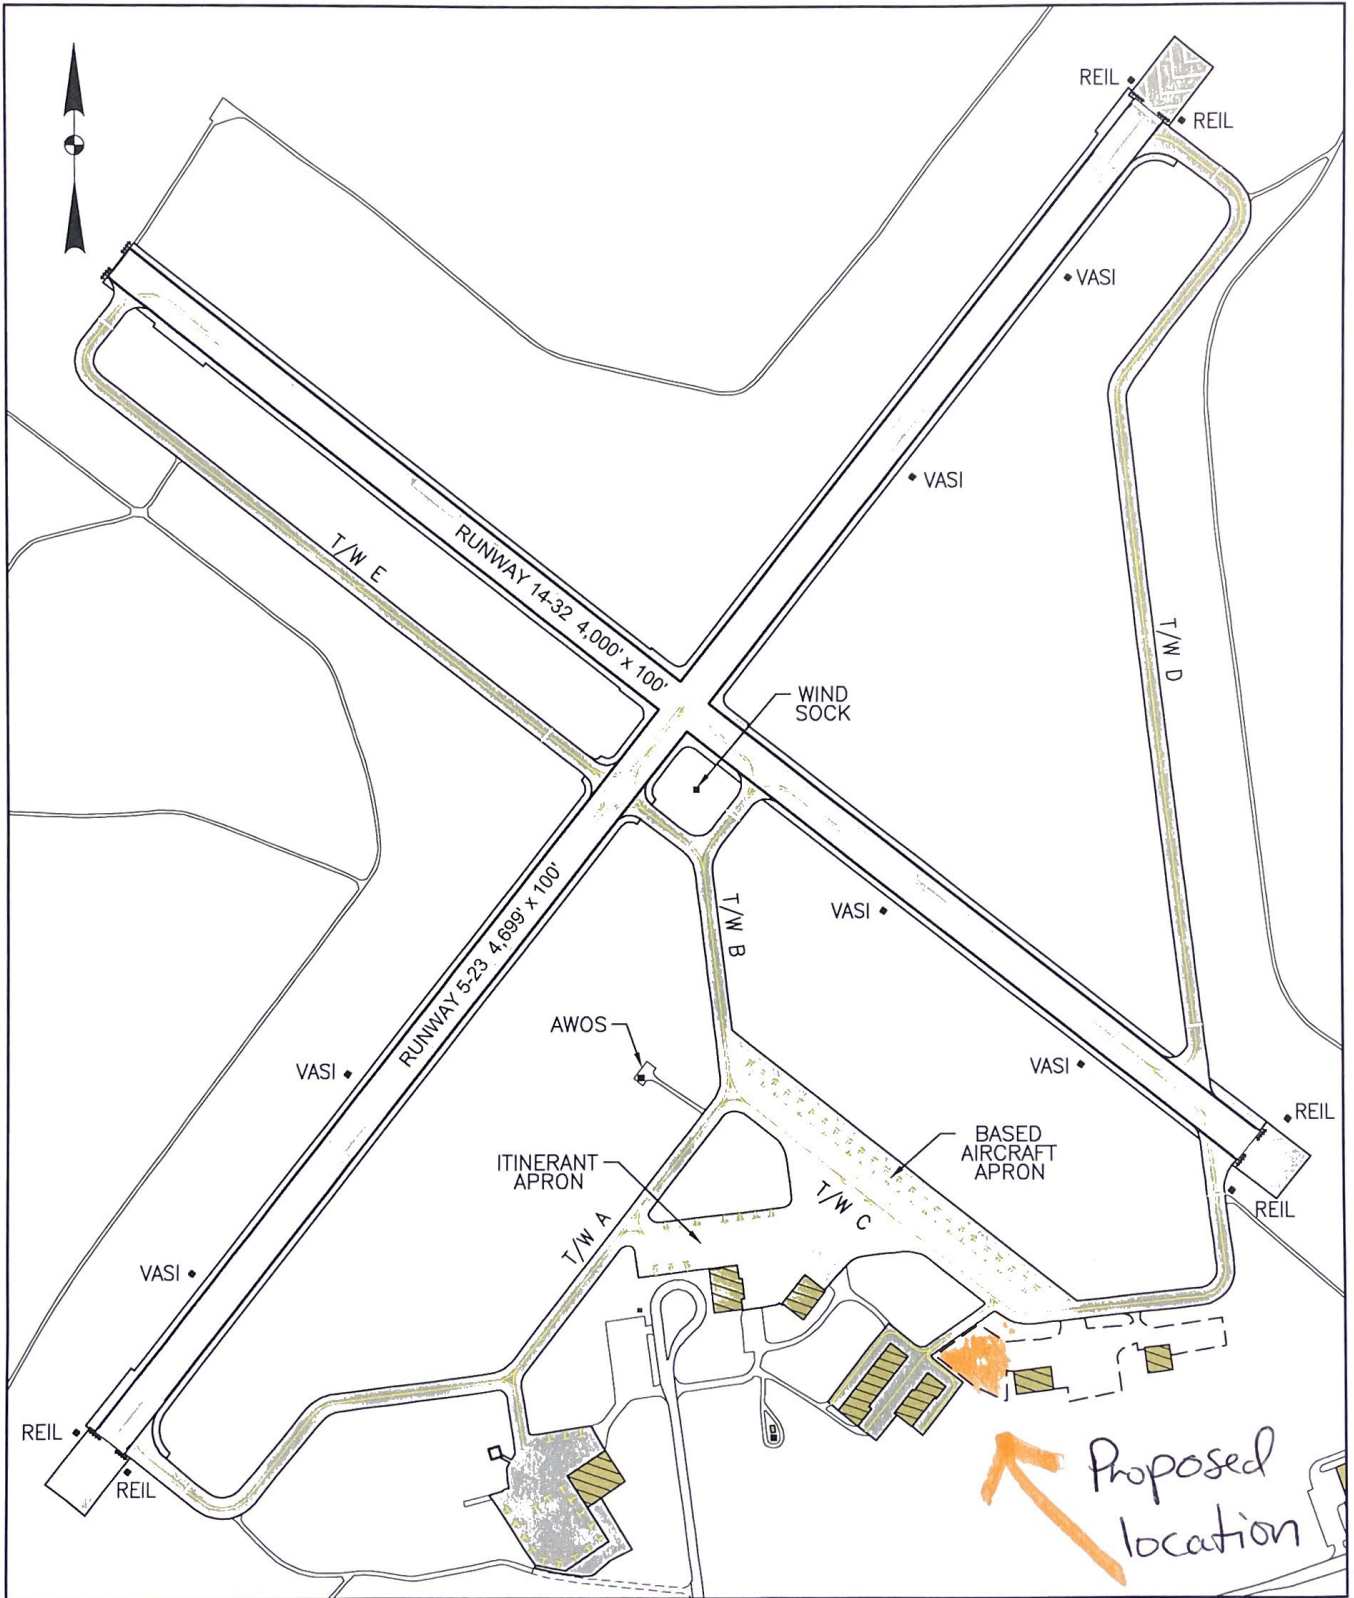 REIL
REIL
VASI
VASI
RUNWAY 14-32 4,000' x 100'
T/W E
T/W D
WIND
SOCK
RUNWAY 5-23 4,699' x 100'
T/W B
VASI
AWOS
VASI
VASI
REIL
BASED
AIRCRAFT
APRON
ITINERANT
APRON
T/W C
REIL
T/W A
VASI
REIL
REIL
Proposed
location